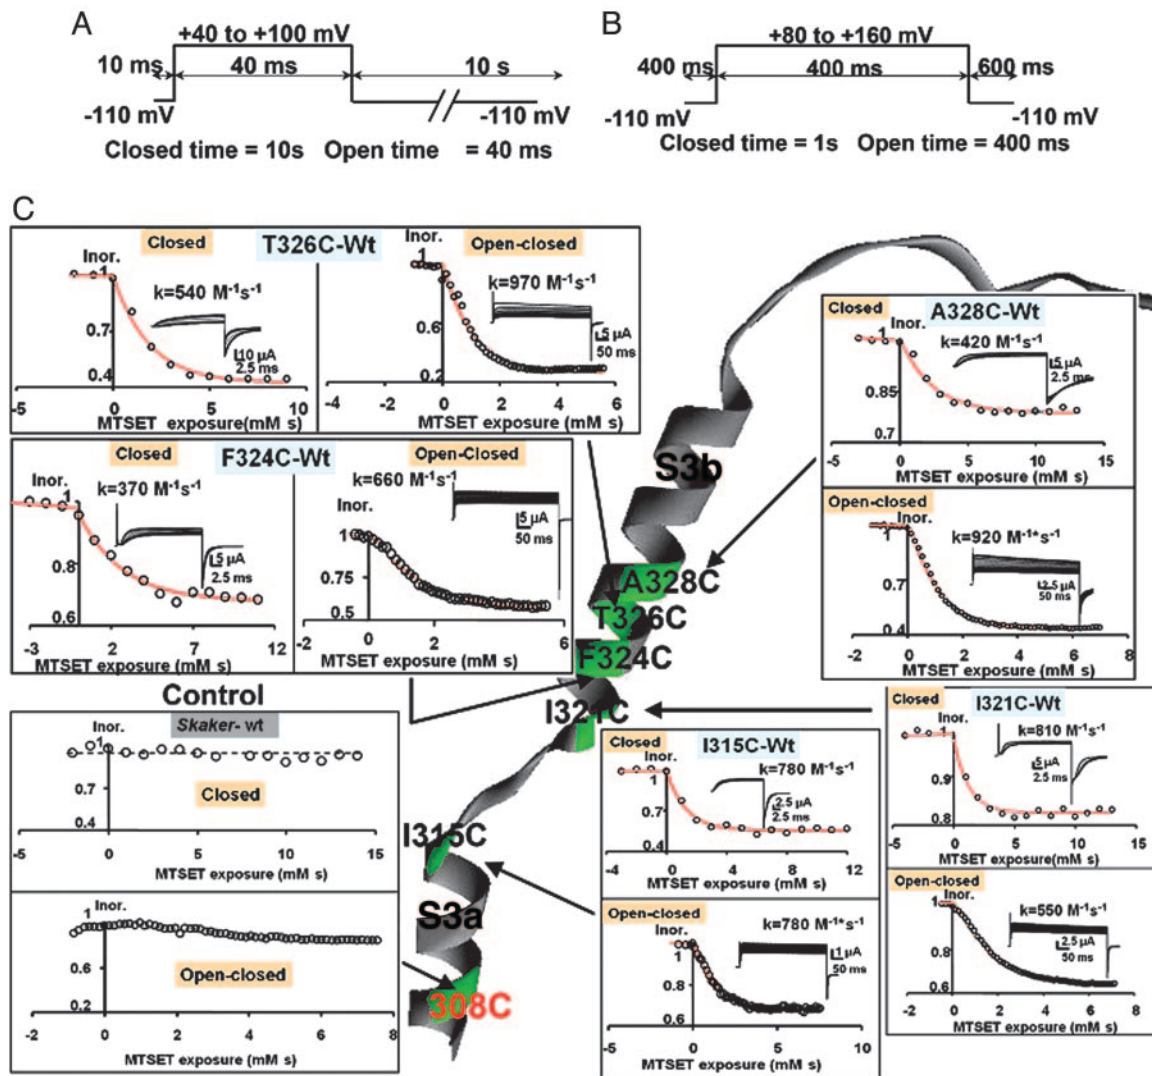 A
+40 to +100 mV
10 ms
40 ms
10 s
-110 mV
-110 mV
Closed time = 10s Open time = 40 ms
B
+80 to +160 mV
400 ms
400 ms
600 ms
-110 mV
-110 mV
Closed time = 1s Open time = 400 ms
C
Closed
T326C-Wt
Open-closed
Inor.
1
k=540 M-1s-1
0.7
10 µA
2.5 ms
0.4
-5 0 5 10
MTSET exposure(mM s)
Inor.
1
k=970 M-1s-1
0.6
5 µA
50 ms
0.2
-4 -2 0 2 4 6
MTSET exposure (mM s)
Closed
F324C-Wt
Open-Closed
1
Inor.
k=370 M-1s-1
0.8
5 µA
2.5 ms
0.6
-3 2 7 12
MTSET exposure (mM s)
k=660 M-1s-1
Inor.
1
5 µA
50 ms
0.75
0.5
-2 0 2 4 6
MTSET exposure (mM s)
Closed
A328C-Wt
Inor.
1
k=420 M-1s-1
5 µA
2.5 ms
0.85
0.7
-5 0 5 10 15
MTSET exposure (mM s)
Open-closed
Inor.
k=920 M-1*s-1
0.7
2.5 µA
50 ms
0.4
-2 0 2 4 6 8
MTSET exposure (mM s)
S3b
A328C
T326C
F324C
I321C
I315C
S3a
308C
Control
Skaker- wt
Inor.
1
0.7
Closed
0.4
-5 0 5 10 15
MTSET exposure (mM s)
Inor.
1
0.6
Open-closed
0.2
-2 0 2 4 6 8
MTSET exposure (mM s)
Closed
I315C-Wt
Inor.
1
k=780 M-1s-1
0.7
2.5 µA
2.5 ms
0.4
-4 0 4 8 12
MTSET exposure (mM s)
Open-closed
Inor.
k=780 M-1*s-1
1
0.8
1 µA
50 ms
0.6
-5 0 5 10
MTSET exposure (mM s)
Closed
I321C-Wt
Inor.
1
k=810 M-1s-1
5 µA
2.5 ms
0.9
0.8
-5 0 5 10 15
MTSET exposure(mM s)
Open-closed
Inor.
1
k=550 M-1s-1
0.8
2.5 µA
50 ms
0.6
-2 0 2 4 6 8
MTSET exposure (mM s)